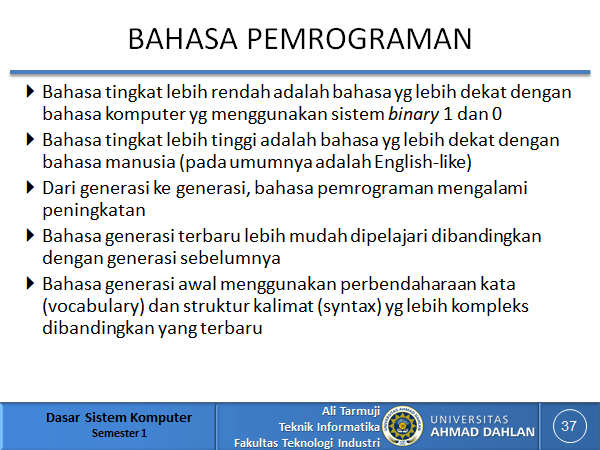 BAHASA PEMROGRAMAN
Bahasa tingkat lebih rendah adalah bahasa yg lebih dekat dengan
bahasa komputer yg menggunakan sistem binary 1 dan 0
Bahasa tingkat lebih tinggi adalah bahasa yg lebih dekat dengan
bahasa manusia (pada umumnya adalah English-like)
Dari generasi ke generasi, bahasa pemrograman mengalami
peningkatan
Bahasa generasi terbaru lebih mudah dipelajari dibandingkan
dengan generasi sebelumnya
Bahasa generasi awal menggunakan perbendaharaan kata
(vocabulary) dan struktur kalimat (syntax) yg lebih kompleks
dibandingkan yang terbaru
Dasar Sistem Komputer
Semester 1
Ali Tarmuji
Teknik Informatika
Fakultas Teknologi Industri
UNIVERSITAS
AHMAD DAHLAN
37